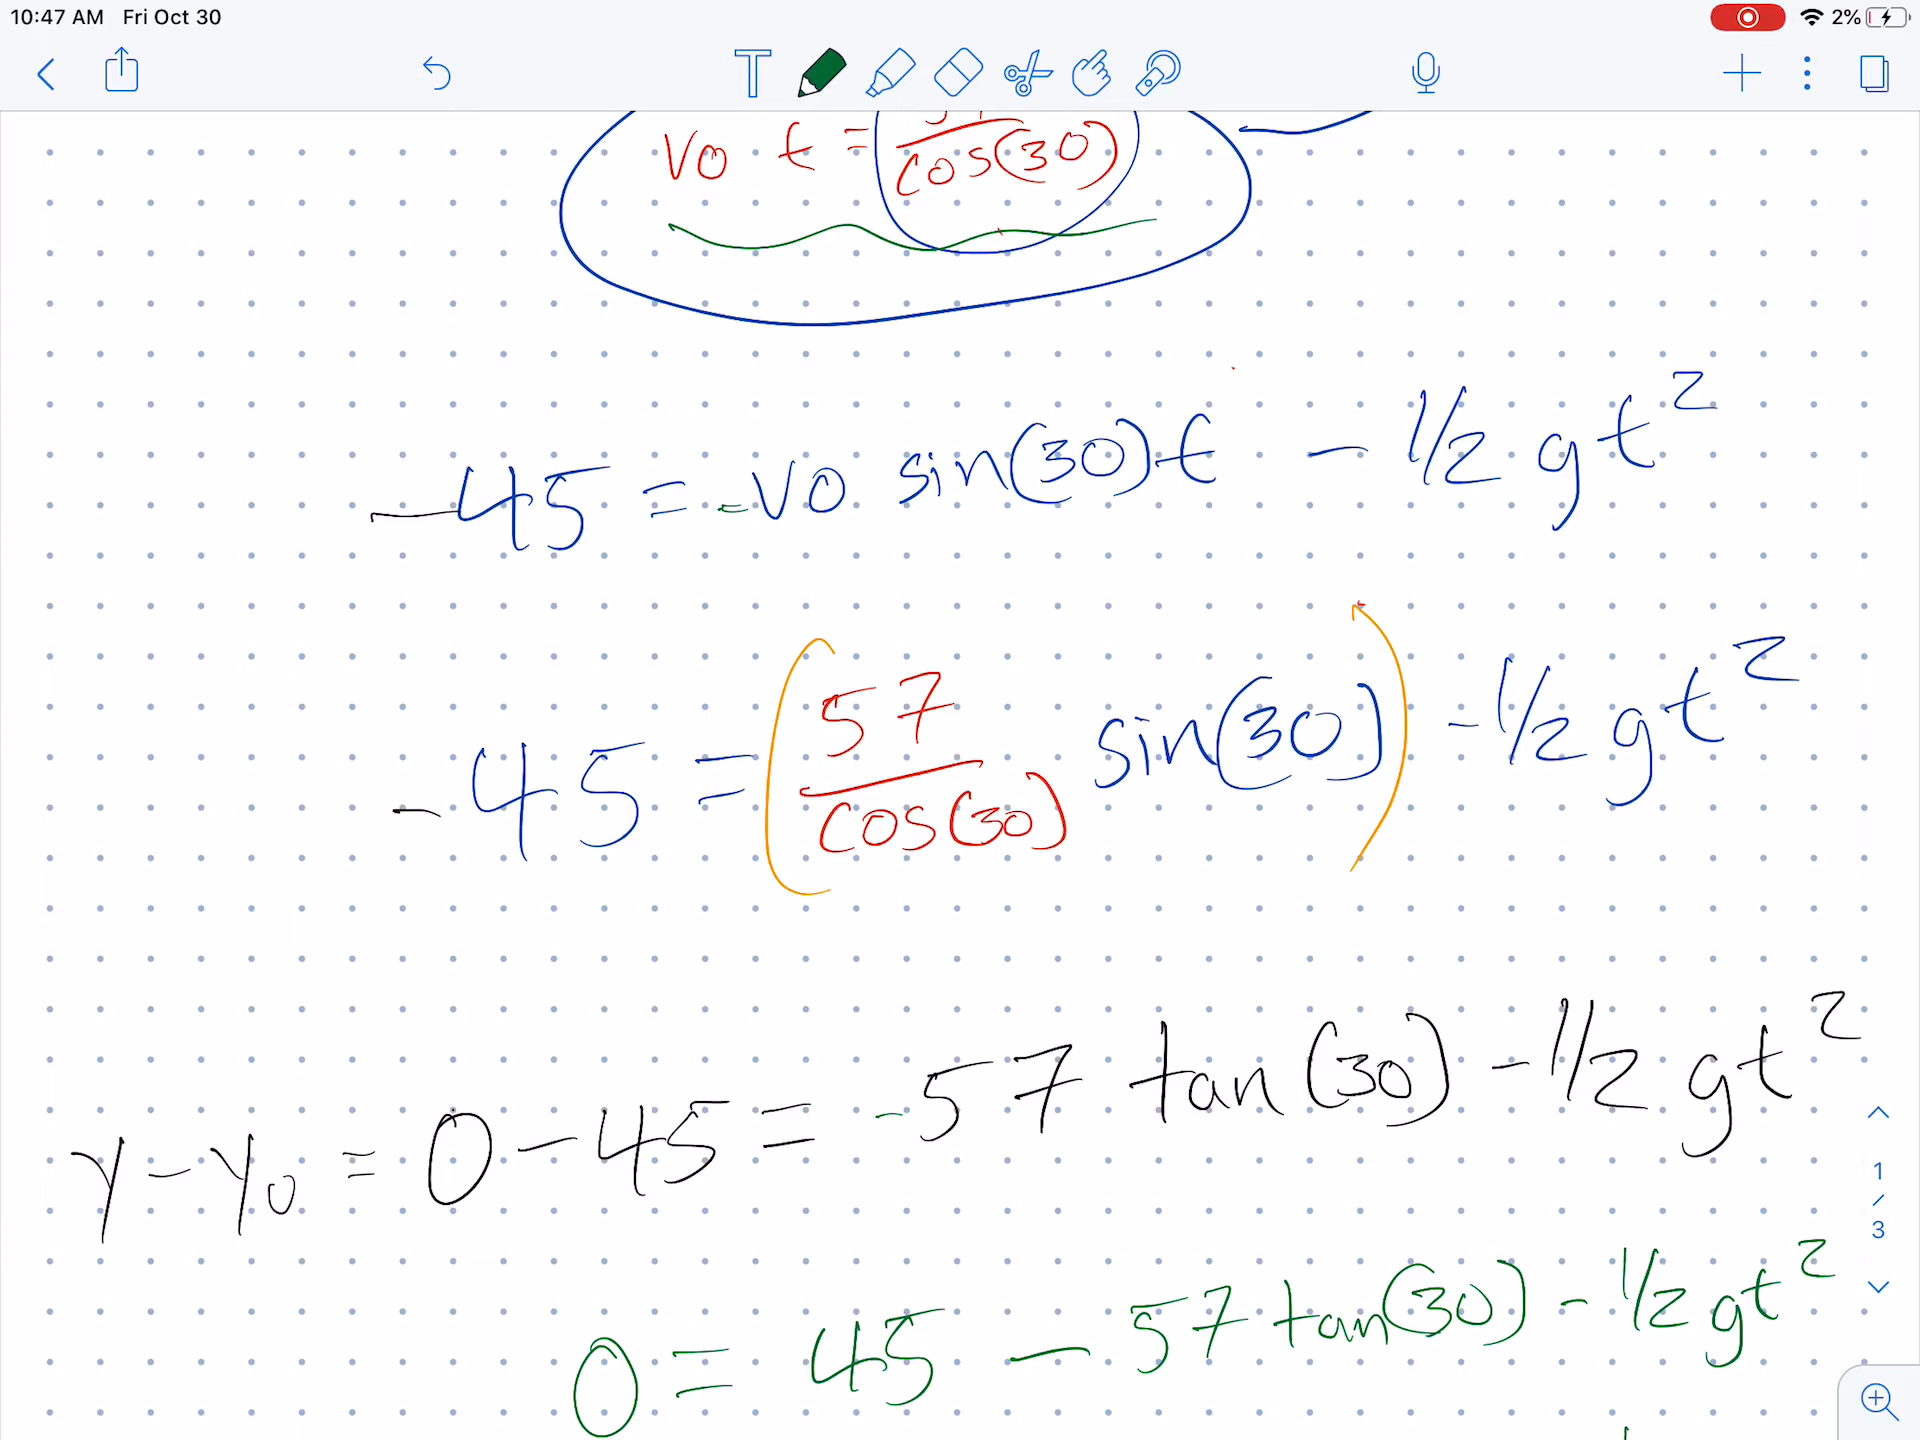 10:47 AM Fri Oct 30
2%
T
vo t = 57/cos(30)
-45 = -vo sin(30)t - 1/2 gt²
-45 = (57/cos(30) sin(30)) - 1/2 gt²
y - y₀ = 0 - 45 = -57 tan(30) - 1/2 gt²
0 = 45 - 57 tan(30) - 1/2 gt²
1
/
3